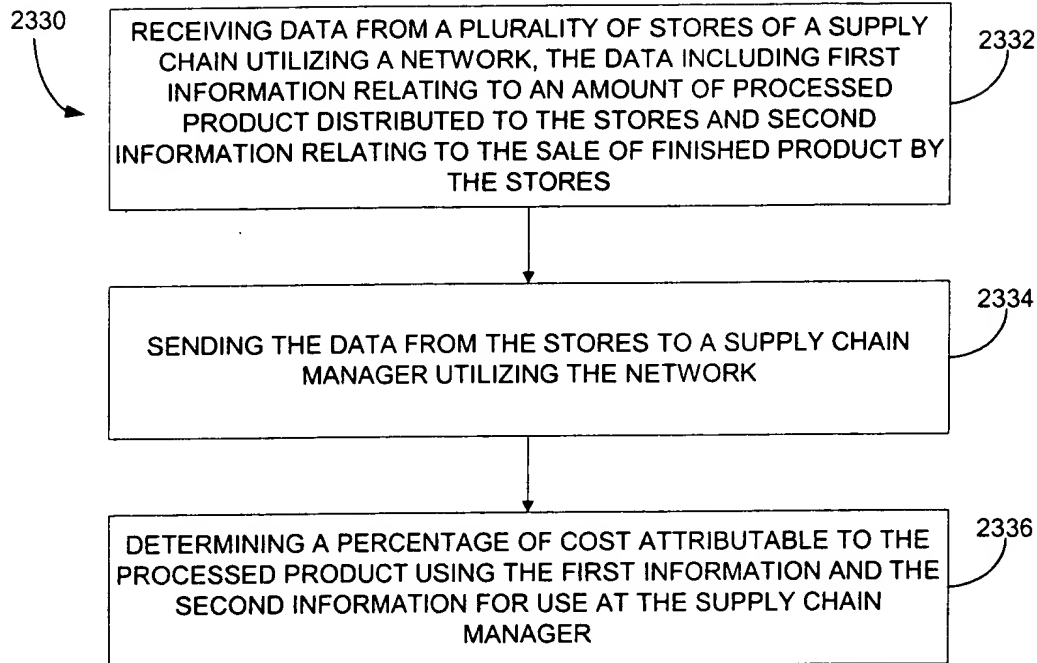 2330
RECEIVING DATA FROM A PLURALITY OF STORES OF A SUPPLY
CHAIN UTILIZING A NETWORK, THE DATA INCLUDING FIRST
INFORMATION RELATING TO AN AMOUNT OF PROCESSED
PRODUCT DISTRIBUTED TO THE STORES AND SECOND
INFORMATION RELATING TO THE SALE OF FINISHED PRODUCT BY
THE STORES
2332
SENDING THE DATA FROM THE STORES TO A SUPPLY CHAIN
MANAGER UTILIZING THE NETWORK
2334
DETERMINING A PERCENTAGE OF COST ATTRIBUTABLE TO THE
PROCESSED PRODUCT USING THE FIRST INFORMATION AND THE
SECOND INFORMATION FOR USE AT THE SUPPLY CHAIN
MANAGER
2336